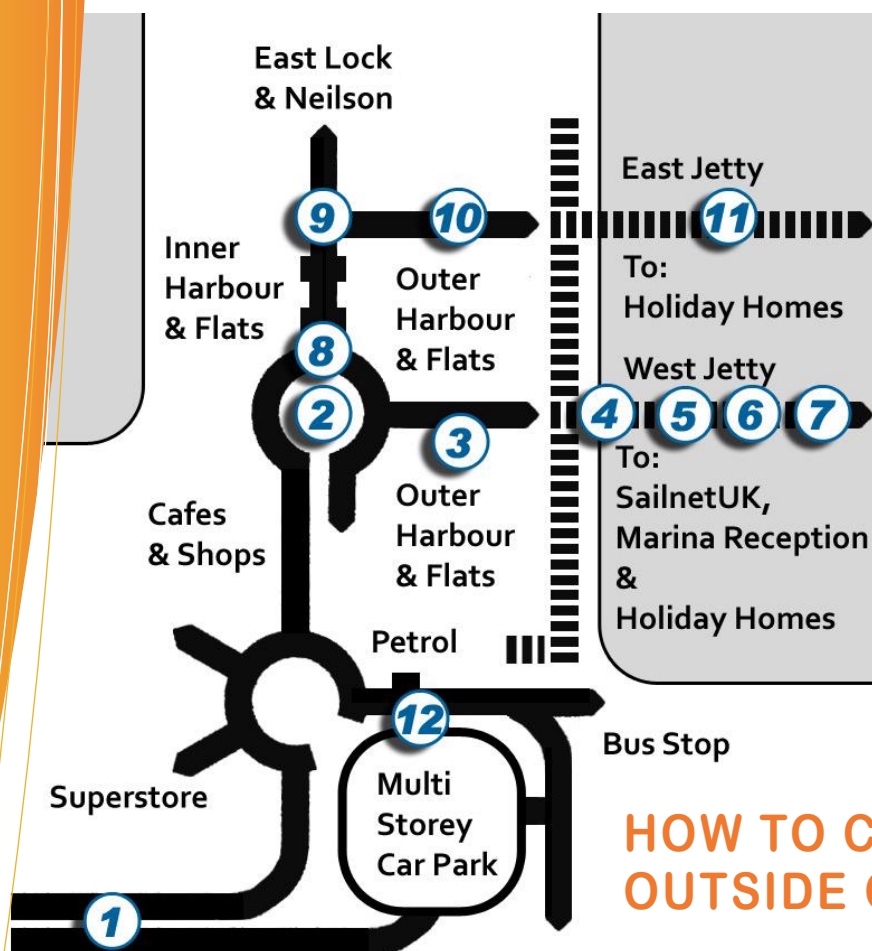 East Lock
& Neilson
East Jetty
9
10
11
Inner
Harbour
& Flats
Outer
Harbour
& Flats
To:
Holiday Homes
West Jetty
8
2
3
4
5
6
7
To:
SailnetUK,
Marina Reception
&
Holiday Homes
Outer
Harbour
& Flats
Cafes
& Shops
Petrol
12
Bus Stop
Superstore
Multi
Storey
Car Park
1
HOW TO C
OUTSIDE